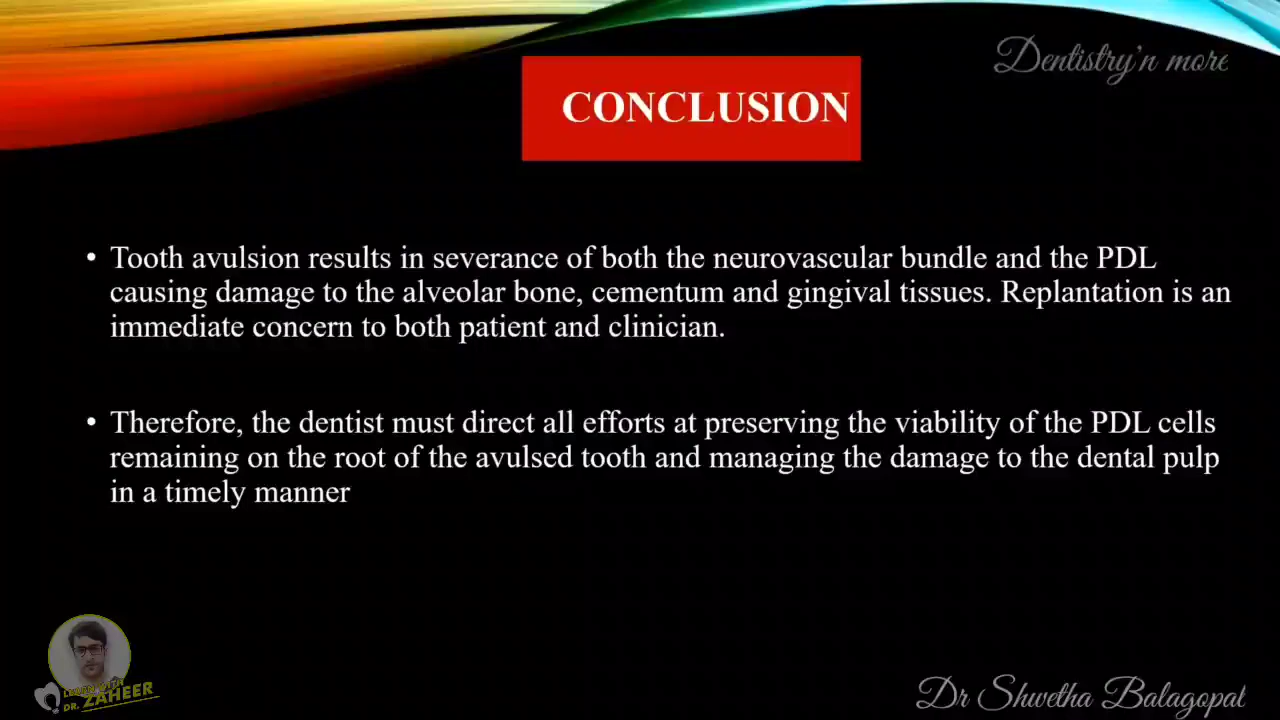 Dentistry'n more
CONCLUSION
• Tooth avulsion results in severance of both the neurovascular bundle and the PDL
causing damage to the alveolar bone, cementum and gingival tissues. Replantation is an
immediate concern to both patient and clinician.
• Therefore, the dentist must direct all efforts at preserving the viability of the PDL cells
remaining on the root of the avulsed tooth and managing the damage to the dental pulp
in a timely manner
LEARN WITH
DR. ZAHEER
Dr Shwetha Balagopal